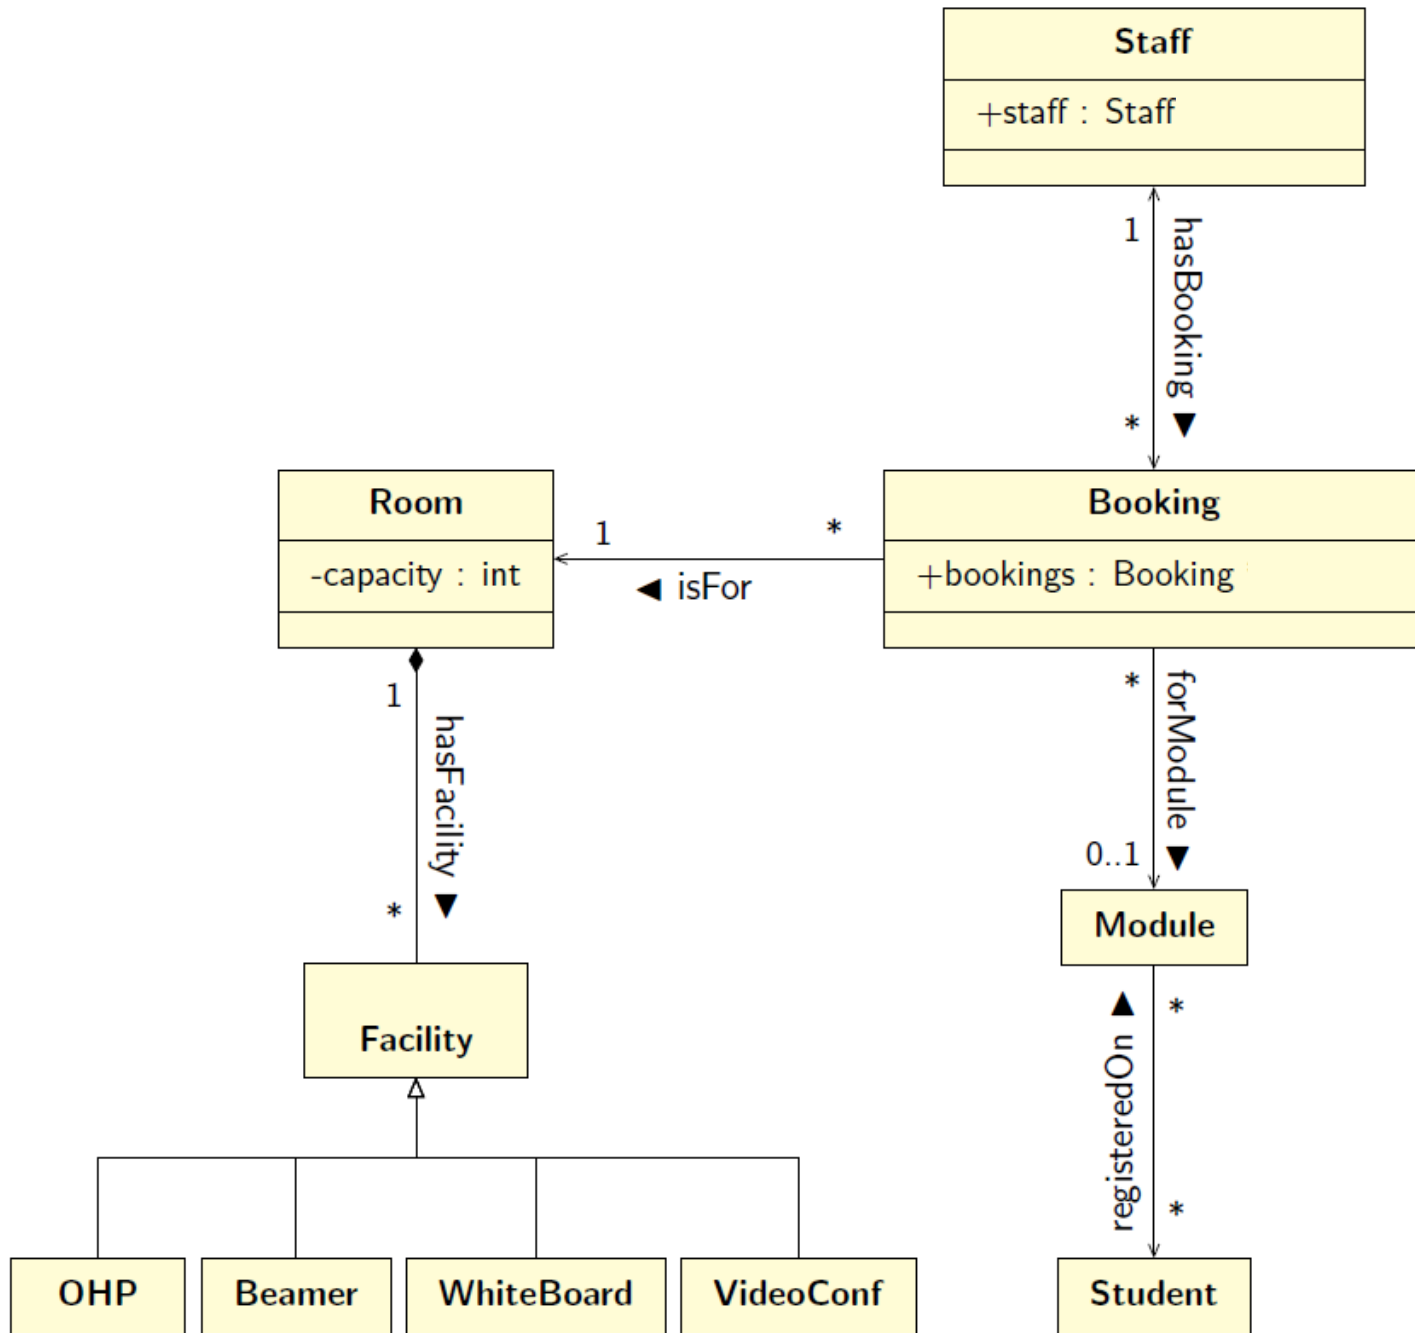 Staff
+staff : Staff
1
hasBooking ▼
*
Room
-capacity : int
1
*
◄ isFor
Booking
+bookings : Booking
1
hasFacility ▼
*
*
forModule ▼
0..1
Module
Facility
*
registeredOn ▲
*
OHP
Beamer
WhiteBoard
VideoConf
Student